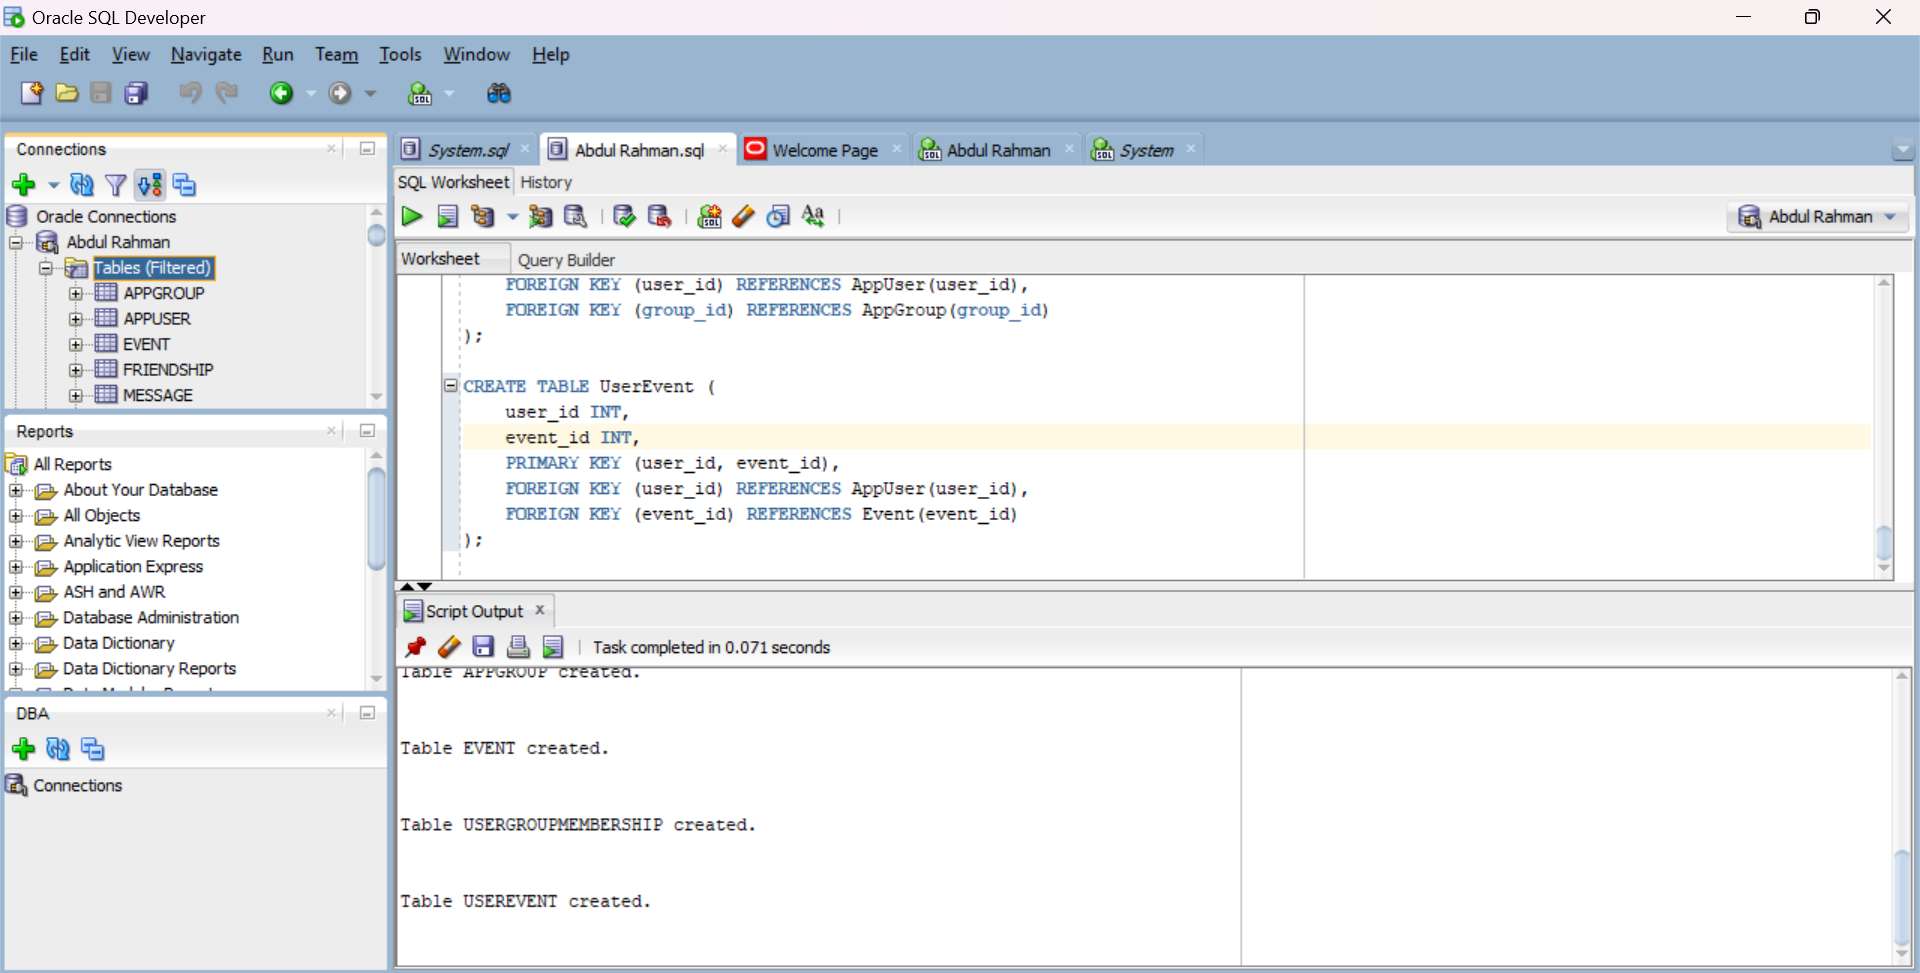 Oracle SQL Developer
File Edit View Navigate Run Team Tools Window Help
Connections
Oracle Connections
Abdul Rahman
Tables (Filtered)
APPGROUP
APPUSER
EVENT
FRIENDSHIP
MESSAGE
Reports
All Reports
About Your Database
All Objects
Analytic View Reports
Application Express
ASH and AWR
Database Administration
Data Dictionary
Data Dictionary Reports
DBA
Connections
System.sql Abdul Rahman.sql Welcome Page Abdul Rahman System
SQL Worksheet History
Abdul Rahman
Worksheet Query Builder
FOREIGN KEY (user_id) REFERENCES AppUser(user_id),
FOREIGN KEY (group_id) REFERENCES AppGroup(group_id)
);
CREATE TABLE UserEvent (
user_id INT,
event_id INT,
PRIMARY KEY (user_id, event_id),
FOREIGN KEY (user_id) REFERENCES AppUser(user_id),
FOREIGN KEY (event_id) REFERENCES Event(event_id)
);
Script Output
Task completed in 0.071 seconds
Table APPGROUP created.
Table EVENT created.
Table USERGROUPMEMBERSHIP created.
Table USEREVENT created.